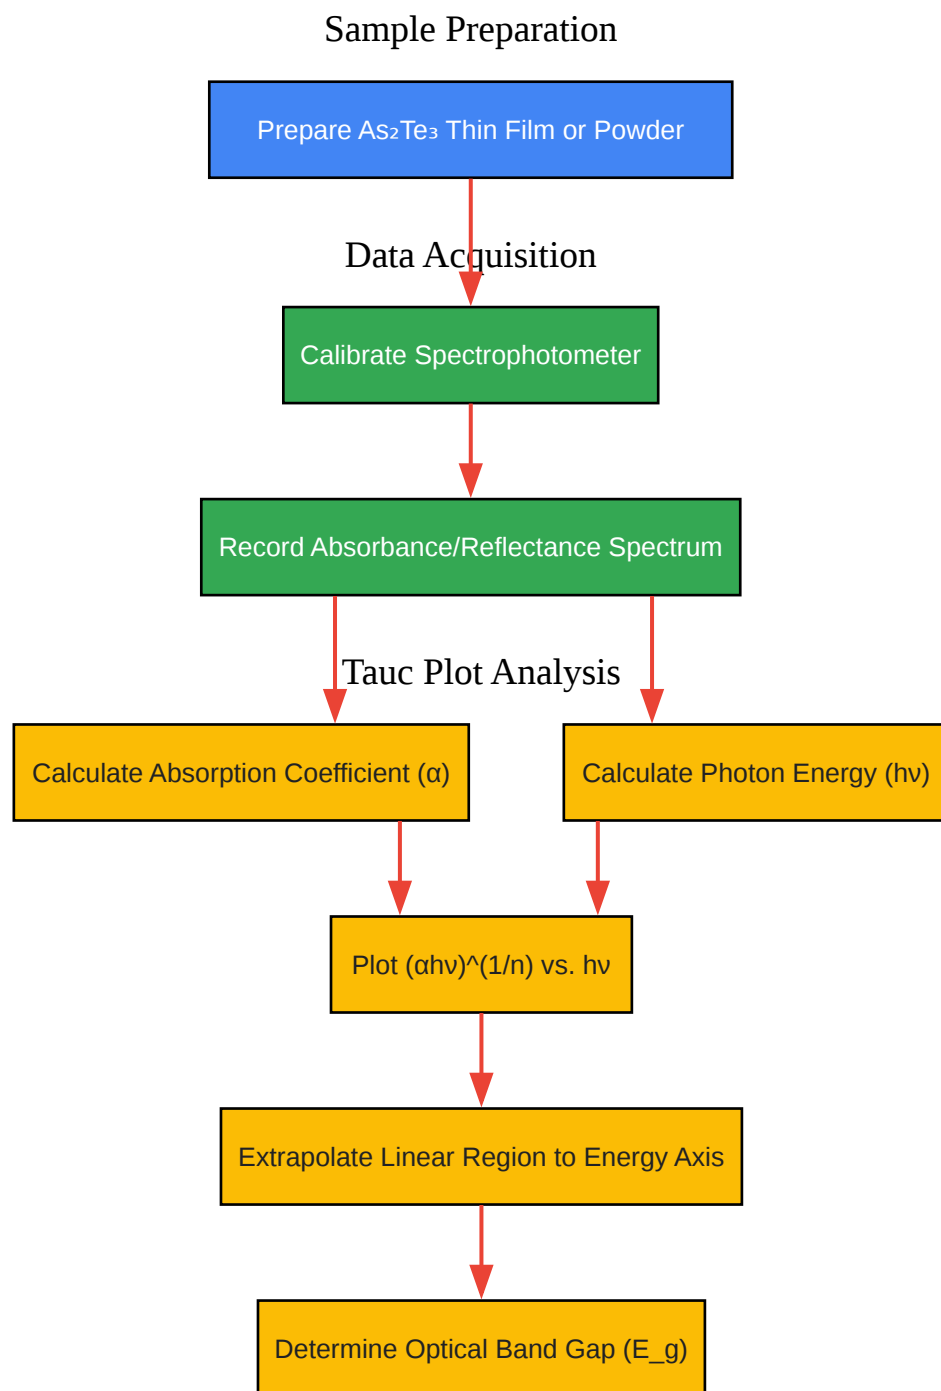 Sample Preparation
Prepare As₂Te₃ Thin Film or Powder
Data Acquisition
Calibrate Spectrophotometer
Record Absorbance/Reflectance Spectrum
Tauc Plot Analysis
Calculate Absorption Coefficient (α)
Calculate Photon Energy (hν)
Plot (αhν)^(1/n) vs. hν
Extrapolate Linear Region to Energy Axis
Determine Optical Band Gap (E_g)